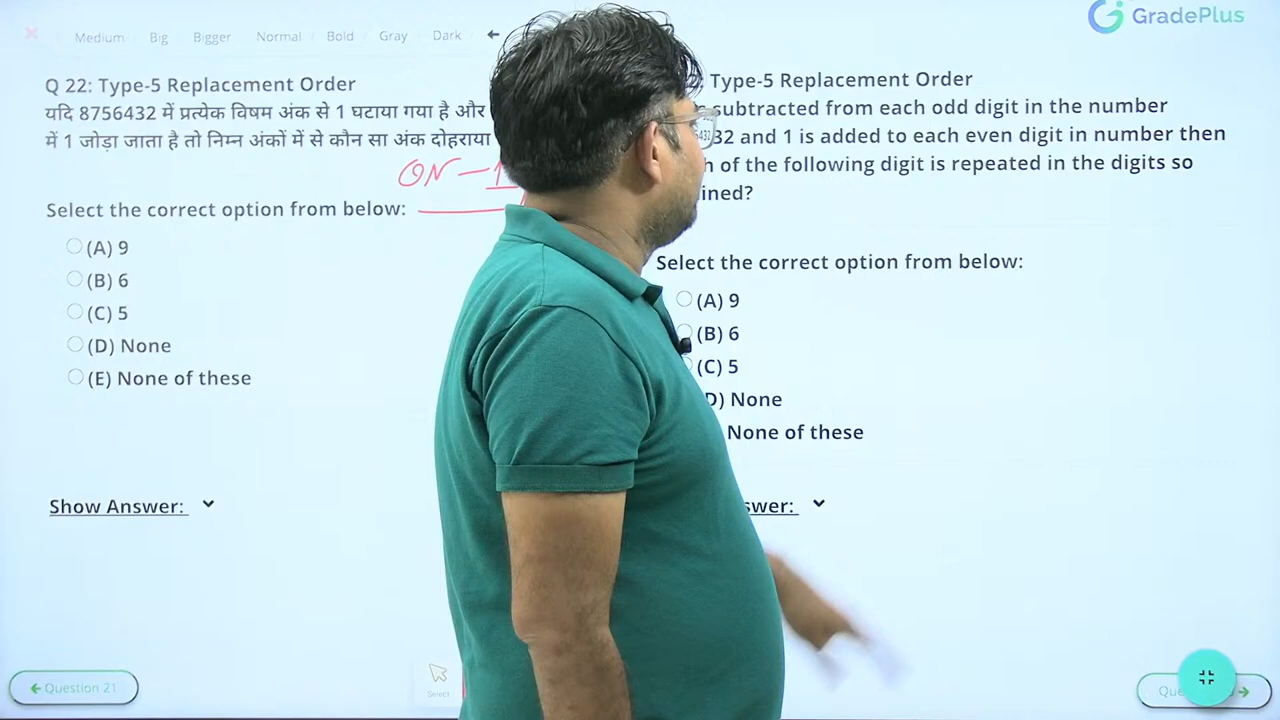 Medium Big Bigger Normal Bold Gray Dark
GradePlus
Q 22: Type-5 Replacement Order
यदि 8756432 में प्रत्येक विषम अंक से 1 घटाया गया है और
में 1 जोड़ा जाता है तो निम्न अंकों में से कौन सा अंक दोहराया
ON - 1
Select the correct option from below:
(A) 9
(B) 6
(C) 5
(D) None
(E) None of these
Show Answer:
Question 21
Select
Type-5 Replacement Order
subtracted from each odd digit in the number
32 and 1 is added to each even digit in number then
of the following digit is repeated in the digits so
Select the correct option from below:
(A) 9
(B) 6
(C) 5
D) None
None of these